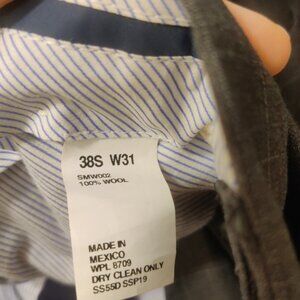 38S W31
SMW002
100% WOOL
MADE IN
MEXICO
WPL 8709
DRY CLEAN ONLY
SS55D SSP19